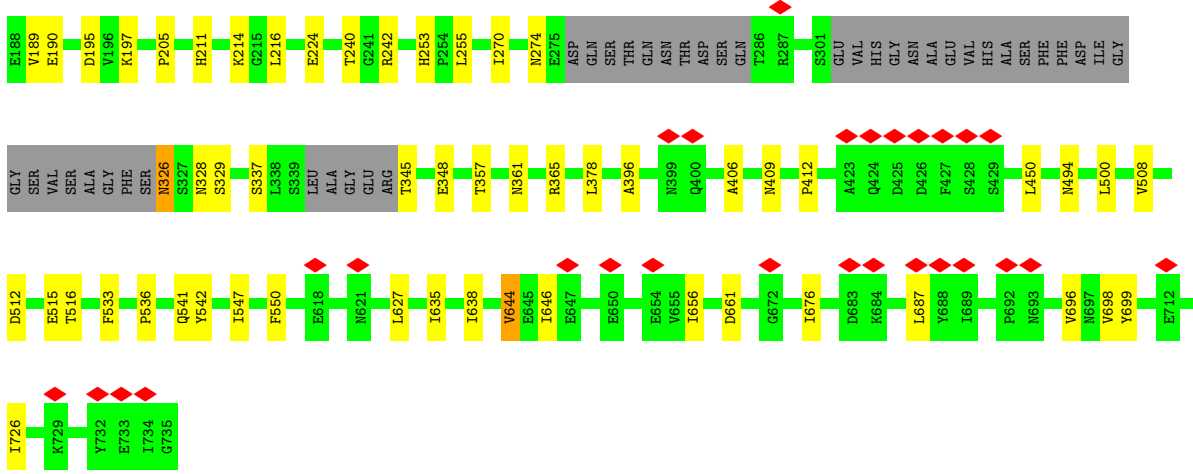 E188 V189 E190 D195 V196 K197 P205 H211 K214 G215 L216 E224 T240 G241 R242 H253 P254 L255 I270 N274 E275 ASP GLN SER THR GLN ASN THR ASP SER GLN T286 R287 S301 GLU VAL HIS GLY ASN ALA GLU VAL HIS ALA SER PHE PHE ASP ILE GLY
GLY SER VAL SER ALA GLY PHE SER N326 S327 N328 S329 S337 L338 S339 LEU ALA GLY GLU ARG T345 E348 T357 N361 R365 L378 A396 N399 Q400 A406 N409 P412 A423 Q424 D425 D426 F427 S428 S429 L450 N494 L500 V508
D512 E515 T516 F533 P536 Q541 Y542 I547 F550 E618 N621 L627 I635 I638 V644 E645 I646 E647 E650 E654 V655 I656 D661 G672 I676 D683 K684 L687 Y688 I689 P692 N693 V696 N697 V698 Y699 E712
I726 K729 Y732 E733 I734 G735